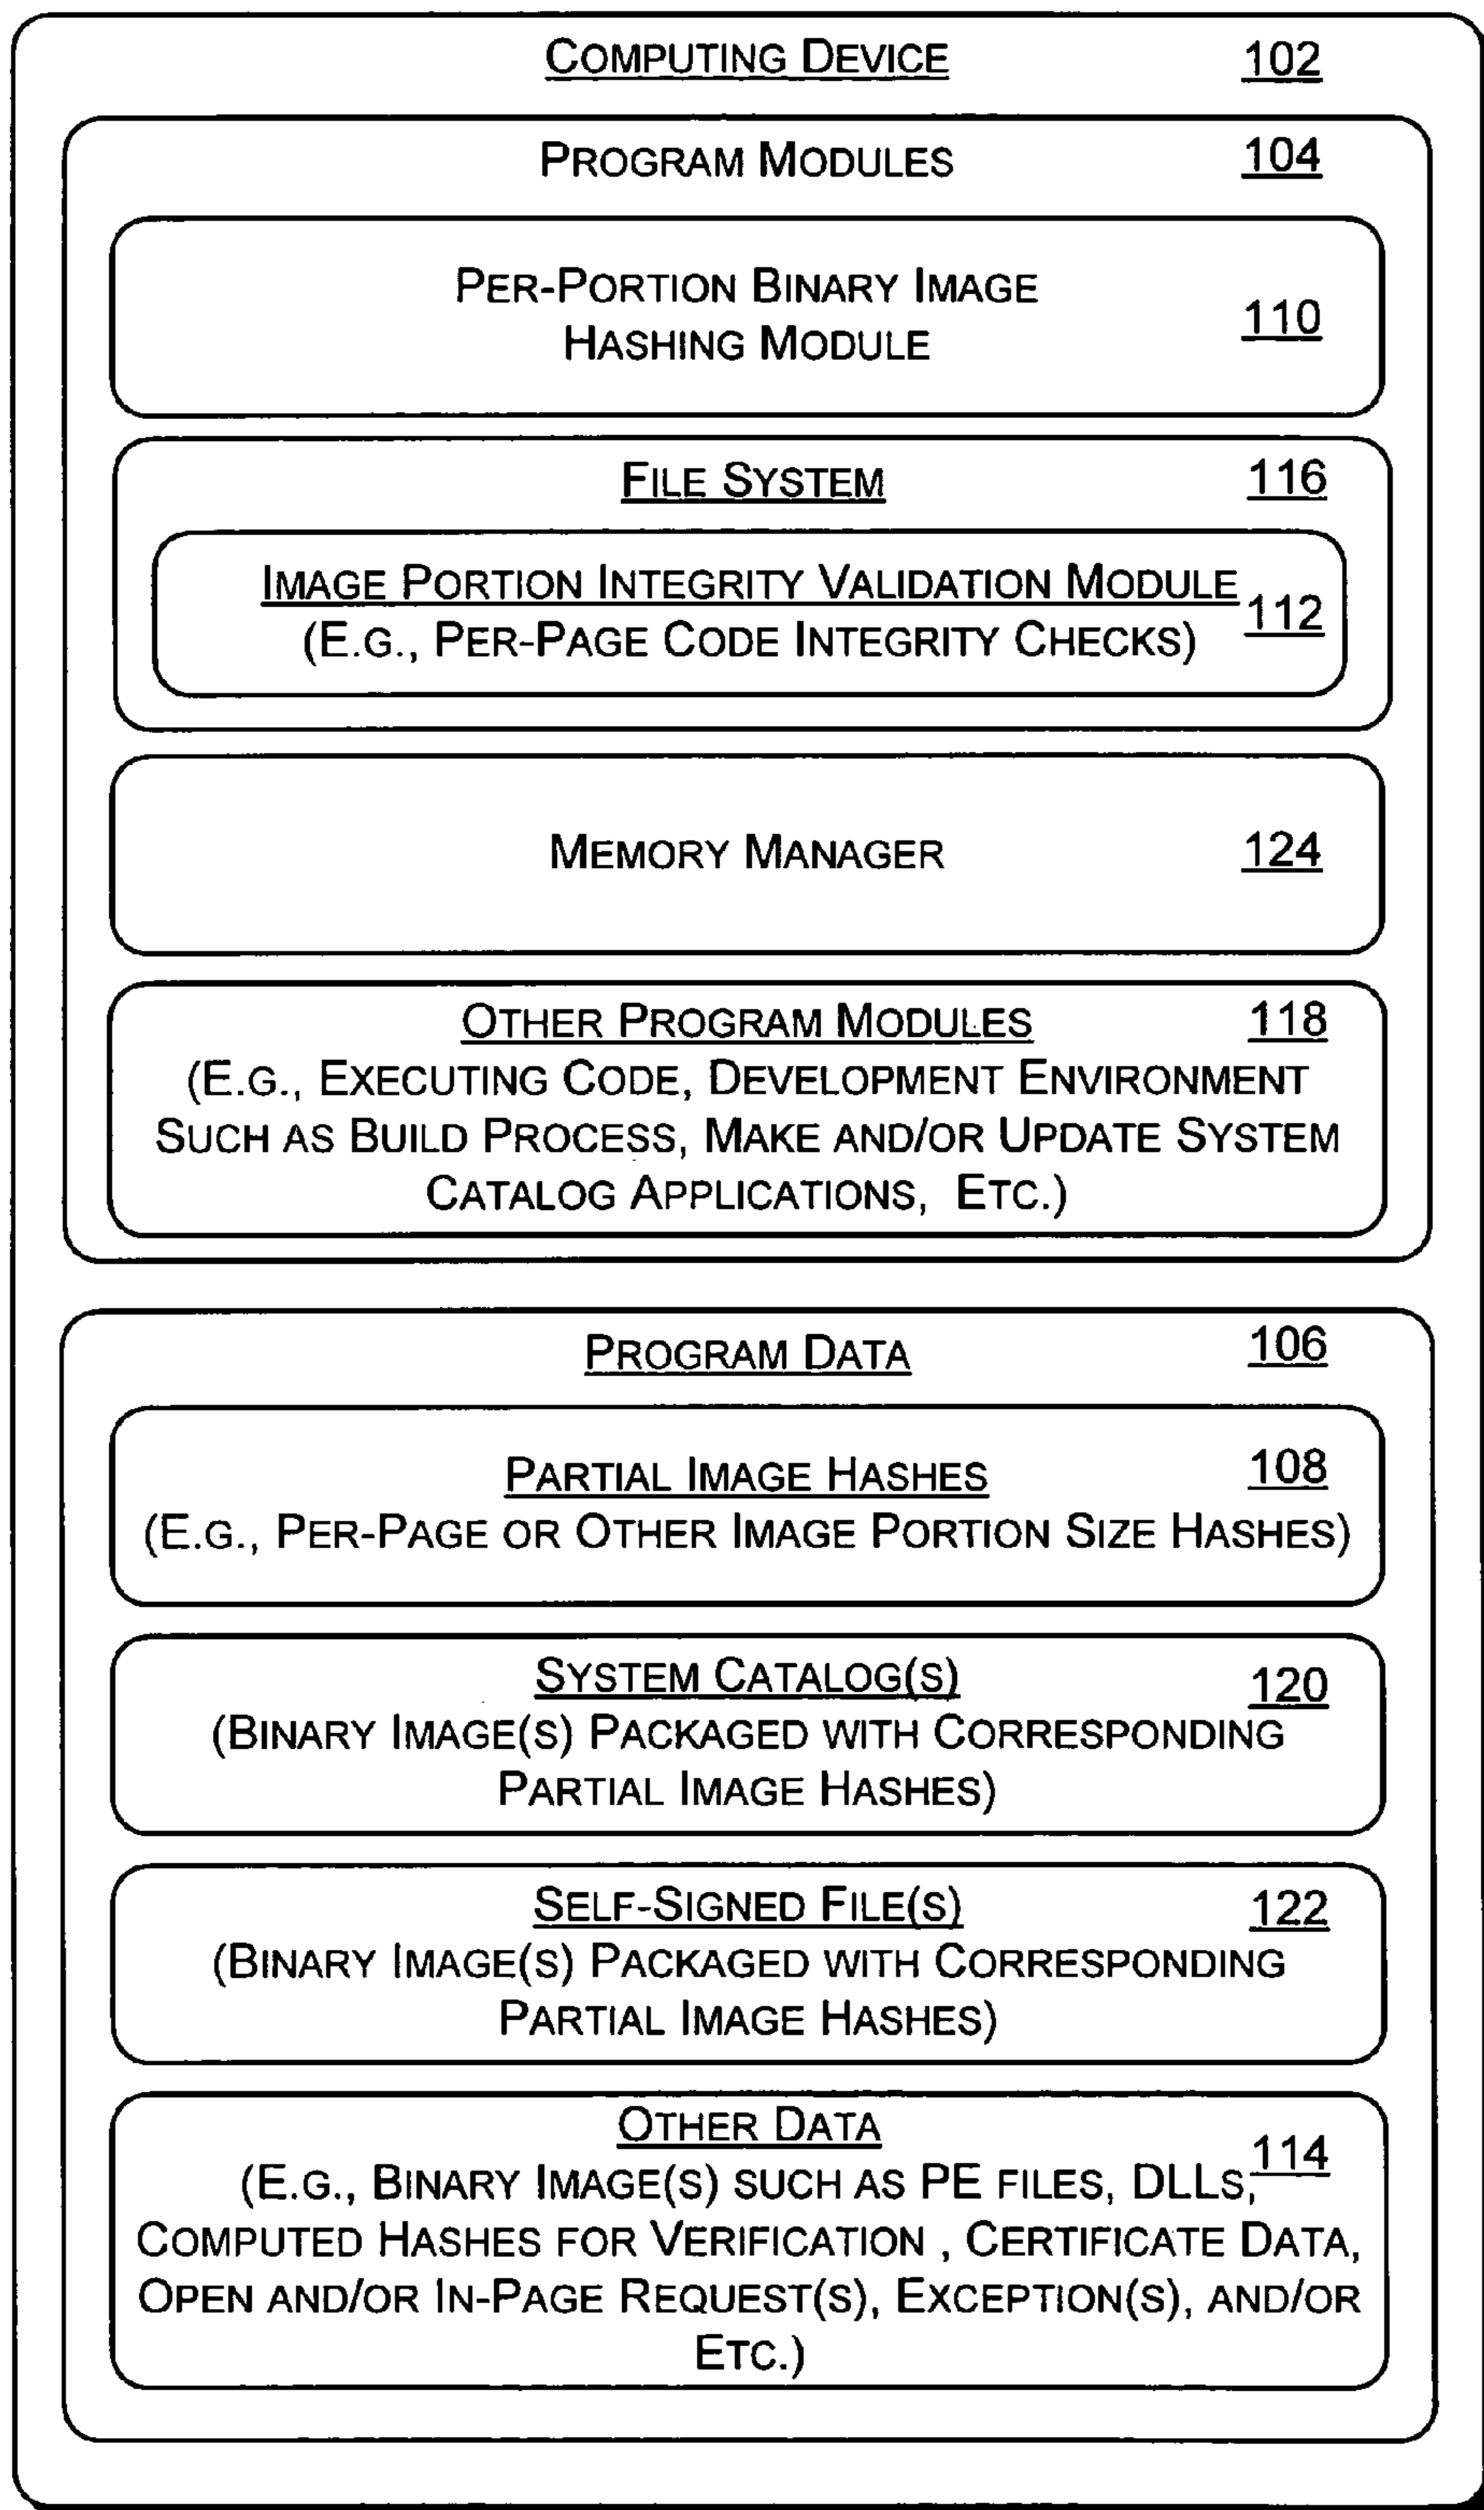 COMPUTING DEVICE 102
PROGRAM MODULES 104
PER-PORTION BINARY IMAGE
HASHING MODULE 110
FILE SYSTEM 116
IMAGE PORTION INTEGRITY VALIDATION MODULE
(E.G., PER-PAGE CODE INTEGRITY CHECKS) 112
MEMORY MANAGER 124
OTHER PROGRAM MODULES 118
(E.G., EXECUTING CODE, DEVELOPMENT ENVIRONMENT
SUCH AS BUILD PROCESS, MAKE AND/OR UPDATE SYSTEM
CATALOG APPLICATIONS, ETC.)
PROGRAM DATA 106
PARTIAL IMAGE HASHES 108
(E.G., PER-PAGE OR OTHER IMAGE PORTION SIZE HASHES)
SYSTEM CATALOG(S) 120
(BINARY IMAGE(S) PACKAGED WITH CORRESPONDING
PARTIAL IMAGE HASHES)
SELF-SIGNED FILE(S) 122
(BINARY IMAGE(S) PACKAGED WITH CORRESPONDING
PARTIAL IMAGE HASHES)
OTHER DATA 114
(E.G., BINARY IMAGE(S) SUCH AS PE FILES, DLLS,
COMPUTED HASHES FOR VERIFICATION , CERTIFICATE DATA,
OPEN AND/OR IN-PAGE REQUEST(S), EXCEPTION(S), AND/OR
ETC.)